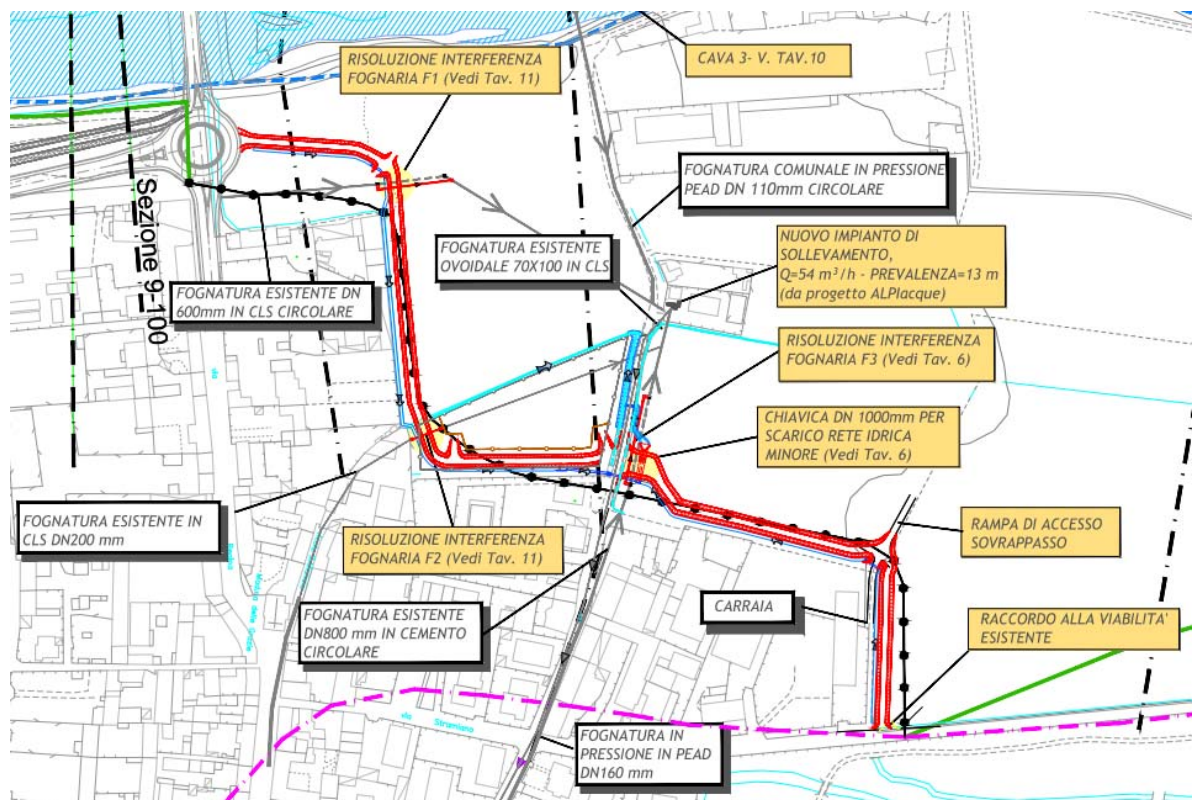 RISOLUZIONE INTERFERENZA
FOGNARIA F1 (Vedi Tav. 11)
CAVA 3- V. TAV.10
Sezione 9-100
FOGNATURA COMUNALE IN PRESSIONE
PEAD DN 110mm CIRCOLARE
FOGNATURA ESISTENTE
OVOIDALE 70X100 IN CLS
NUOVO IMPIANTO DI
SOLLEVAMENTO,
Q=54 m³/h - PREVALENZA=13 m
(da progetto ALPIacque)
FOGNATURA ESISTENTE DN
600mm IN CLS CIRCOLARE
RISOLUZIONE INTERFERENZA
FOGNARIA F3 (Vedi Tav. 6)
via
CHIAVICA DN 1000mm PER
SCARICO RETE IDRICA
MINORE (Vedi Tav. 6)
FOGNATURA ESISTENTE IN
CLS DN200 mm
RISOLUZIONE INTERFERENZA
FOGNARIA F2 (Vedi Tav. 11)
RAMPA DI ACCESSO
SOVRAPPASSO
FOGNATURA ESISTENTE
DN800 mm IN CEMENTO
CIRCOLARE
CARRAIA
RACCORDO ALLA VIABILITA'
ESISTENTE
via
FOGNATURA IN
PRESSIONE IN PEAD
DN160 mm